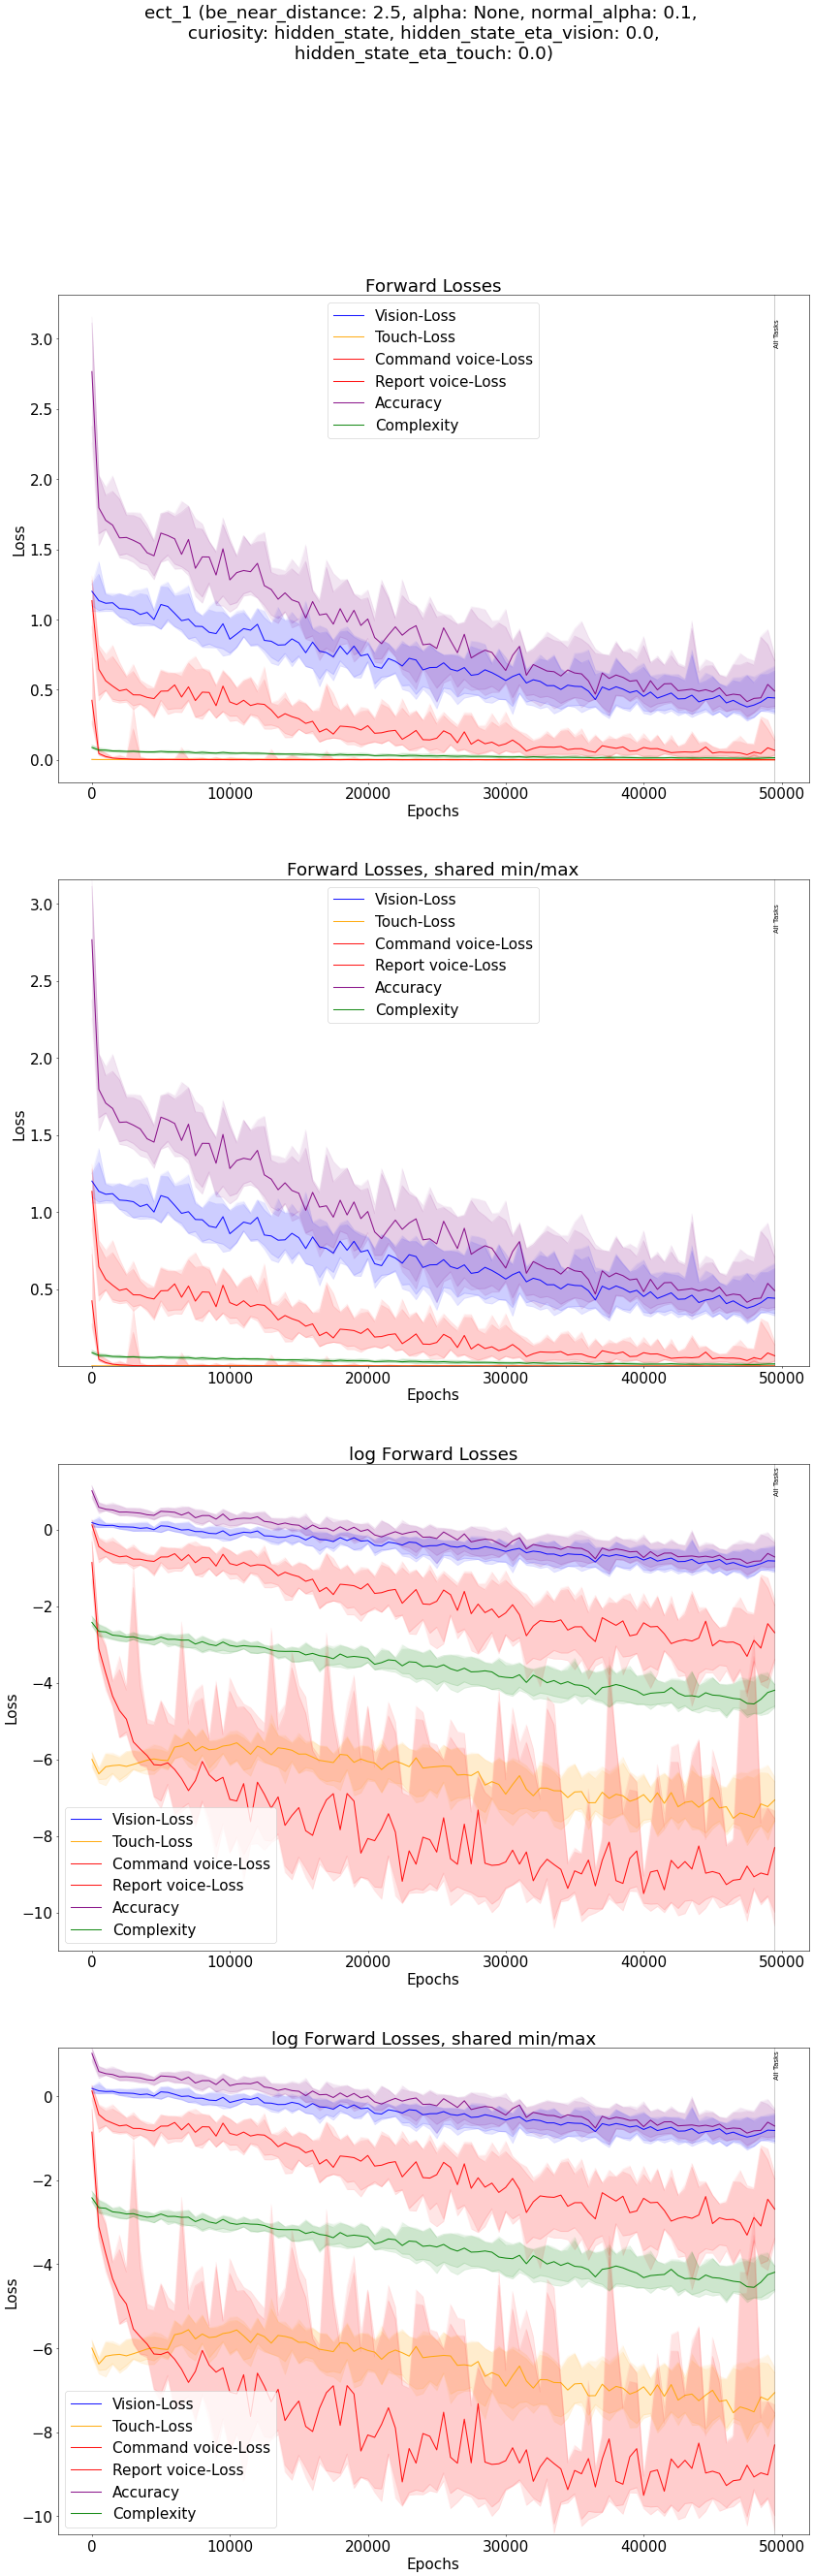 ect_1 (be_near_distance: 2.5, alpha: None, normal_alpha: 0.1,
curiosity: hidden_state, hidden_state_eta_vision: 0.0,
hidden_state_eta_touch: 0.0)
Forward Losses
Vision-Loss
Touch-Loss
Command voice-Loss
Report voice-Loss
Accuracy
Complexity
All Tasks
3.0
2.5
2.0
1.5
1.0
0.5
0.0
Loss
0 10000 20000 30000 40000 50000
Epochs
Forward Losses, shared min/max
Vision-Loss
Touch-Loss
Command voice-Loss
Report voice-Loss
Accuracy
Complexity
All Tasks
3.0
2.5
2.0
1.5
1.0
0.5
Loss
0 10000 20000 30000 40000 50000
Epochs
log Forward Losses
All Tasks
0
−2
−4
−6
−8
−10
Loss
Vision-Loss
Touch-Loss
Command voice-Loss
Report voice-Loss
Accuracy
Complexity
0 10000 20000 30000 40000 50000
Epochs
log Forward Losses, shared min/max
All Tasks
0
−2
−4
−6
−8
−10
Loss
Vision-Loss
Touch-Loss
Command voice-Loss
Report voice-Loss
Accuracy
Complexity
0 10000 20000 30000 40000 50000
Epochs